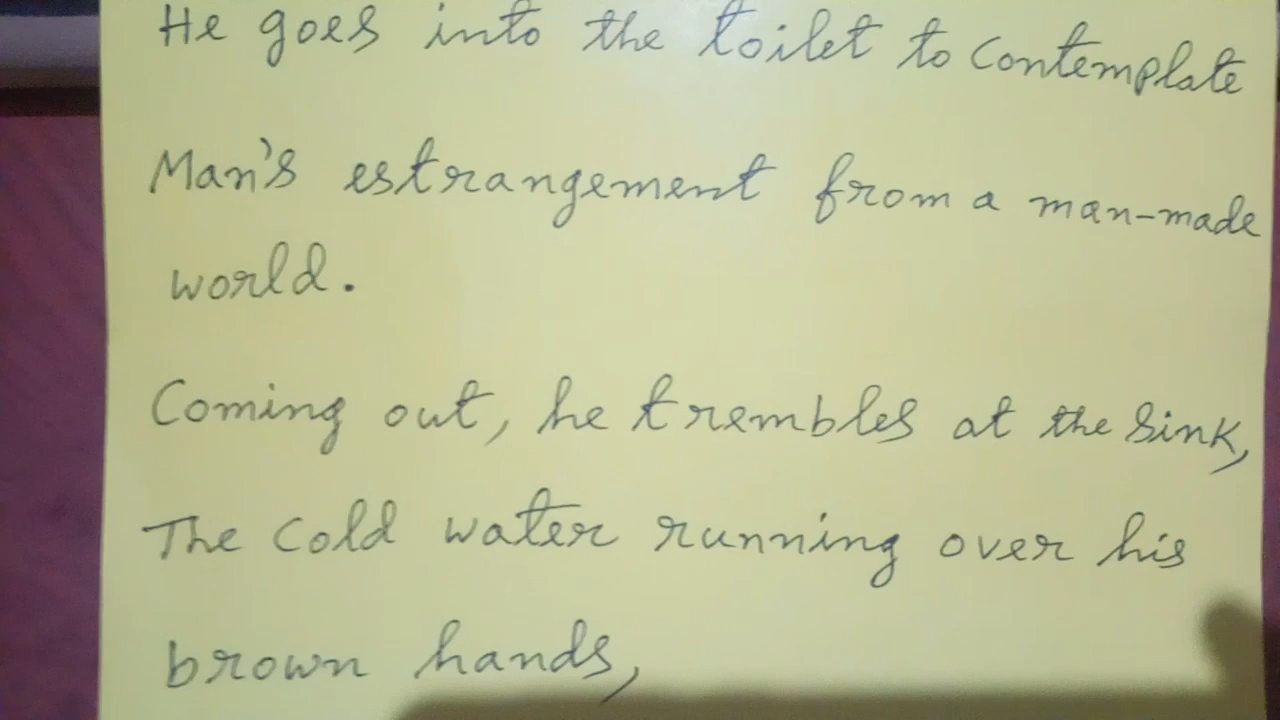 He goes into the toilet to contemplate
Man's estrangement from a man-made
world.
Coming out, he trembles at the sink,
The cold water running over his
brown hands,